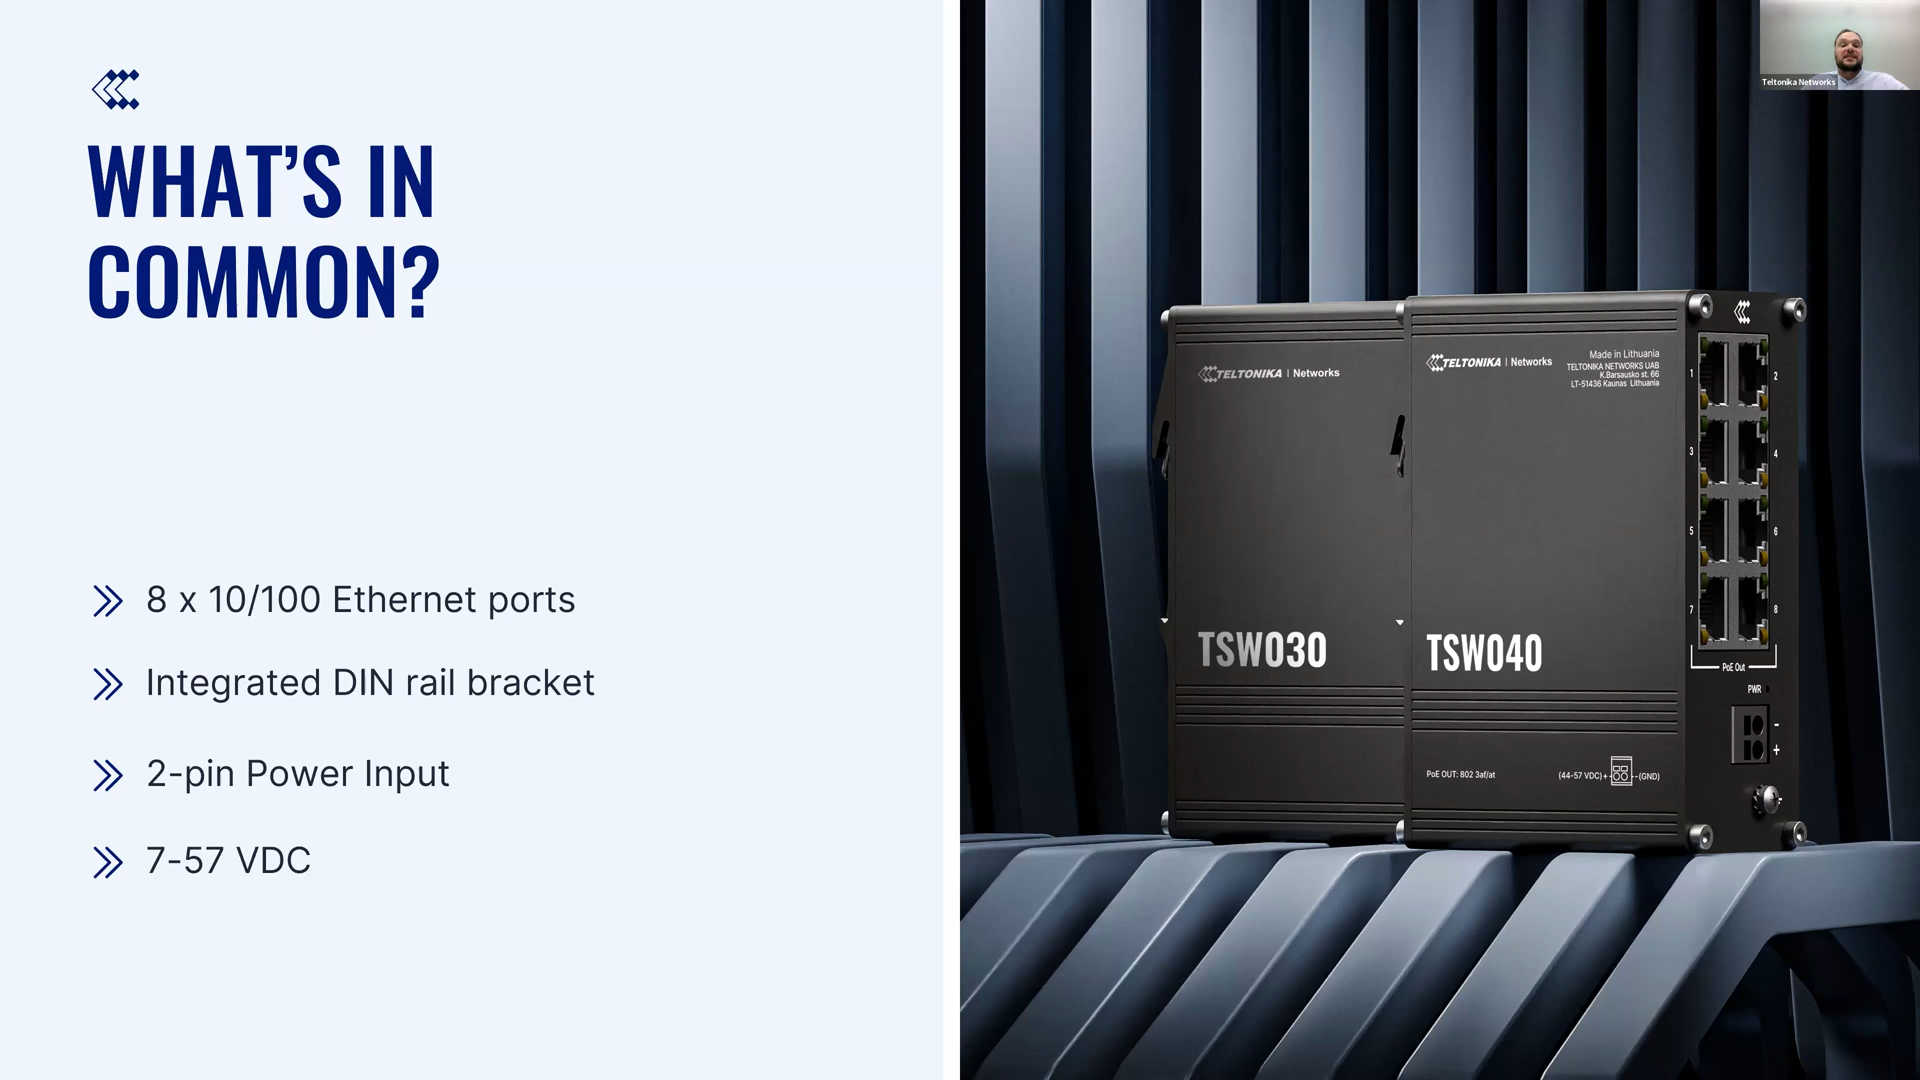 WHAT'S IN
COMMON?
8 x 10/100 Ethernet ports
Integrated DIN rail bracket
2-pin Power Input
7-57 VDC
TELTONIKA | Networks
TSW030
TELTONIKA | Networks
Made in Lithuania
TELTONIKA NETWORKS UAB
K.Barsausko st. 66
LT-51436 Kaunas Lithuania
TSW040
PoE OUT: 802 3af/at
(44-57 VDC)+ -(GND)
1 2
3 4
5 6
7 8
PoE Out
PWR
-
+
Teltonika Networks